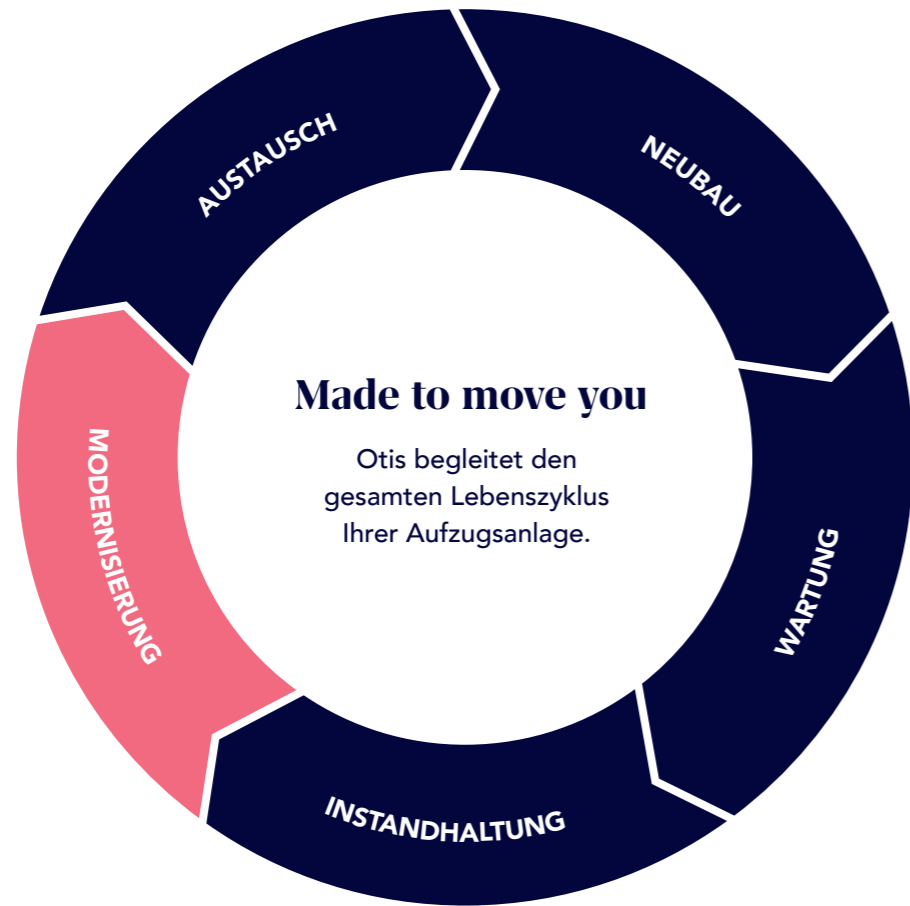 AUSTAUSCH
NEUBAU
Made to move you
Otis begleitet den
gesamten Lebenszyklus
Ihrer Aufzugsanlage.
MODERNISIERUNG
WARTUNG
INSTANDHALTUNG